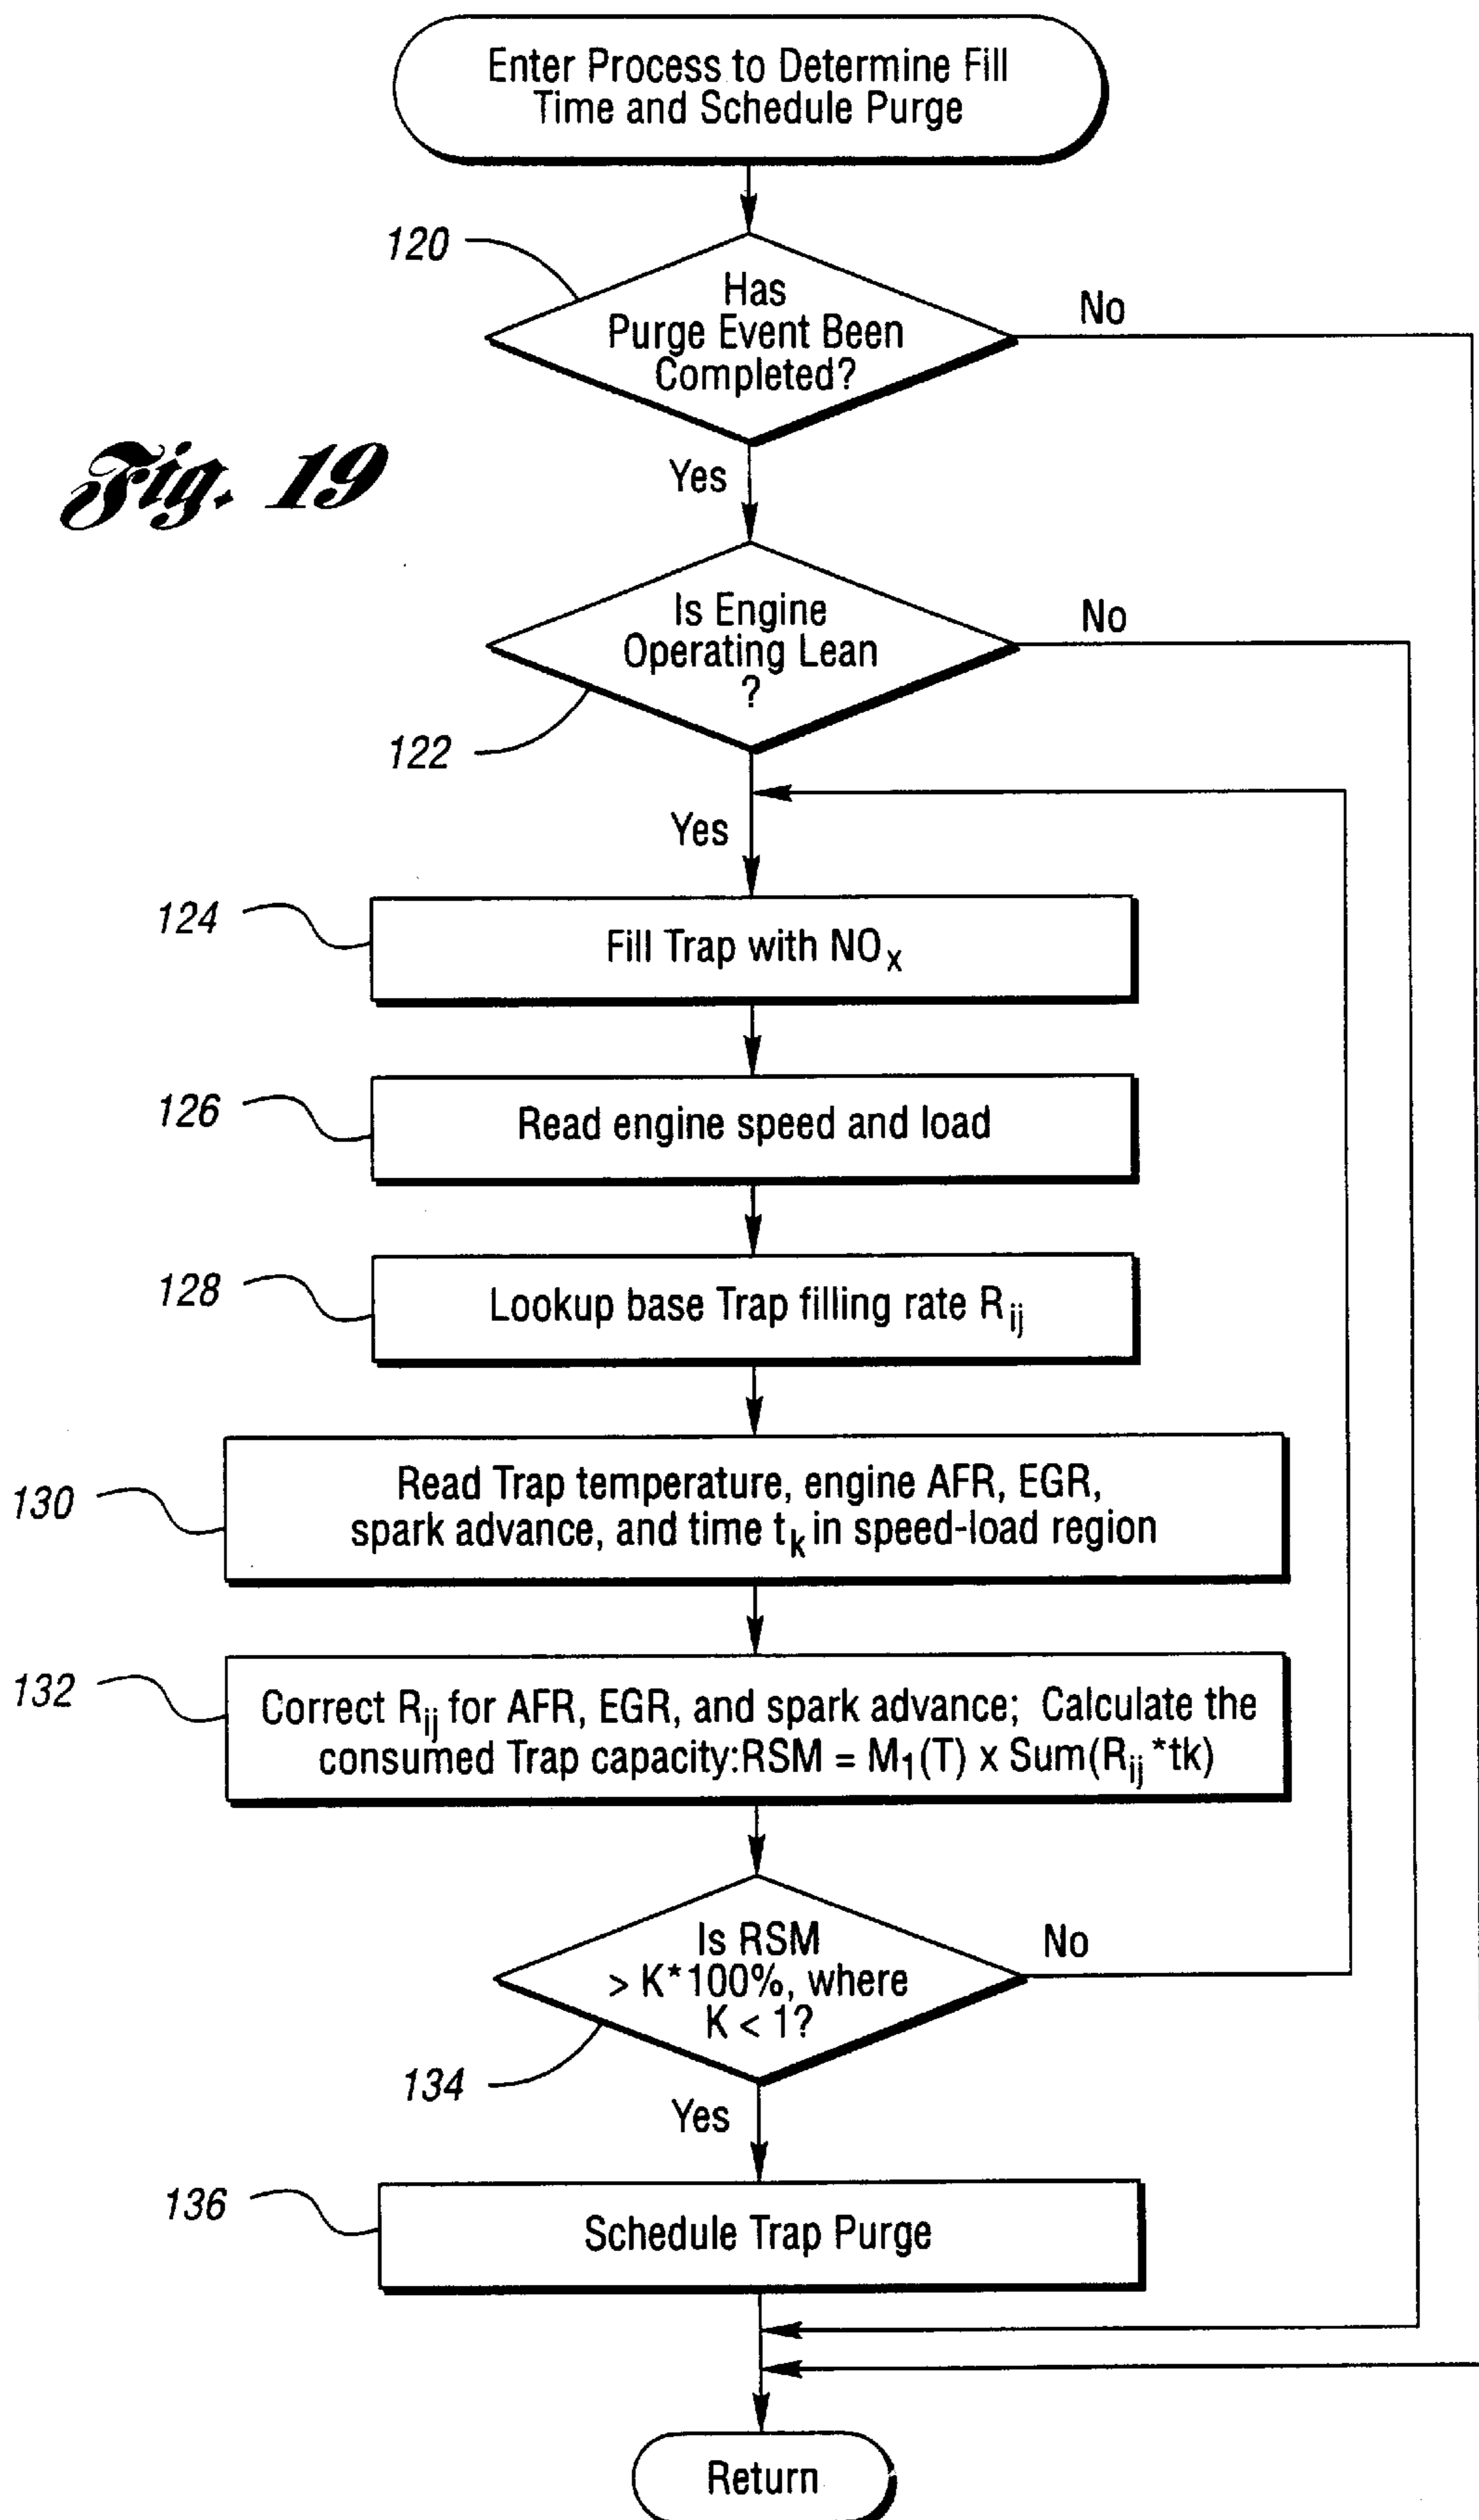 Enter Process to Determine Fill
Time and Schedule Purge
120
Has
Purge Event Been
Completed?
No
Fig. 19
Yes
Is Engine
Operating Lean
?
No
122
Yes
124
Fill Trap with NOx
126
Read engine speed and load
128
Lookup base Trap filling rate Rij
130
Read Trap temperature, engine AFR, EGR,
spark advance, and time tk in speed-load region
132
Correct Rij for AFR, EGR, and spark advance; Calculate the
consumed Trap capacity:RSM = M1(T) x Sum(Rij*tk)
Is RSM
> K*100%, where
K < 1?
No
134
Yes
136
Schedule Trap Purge
Return